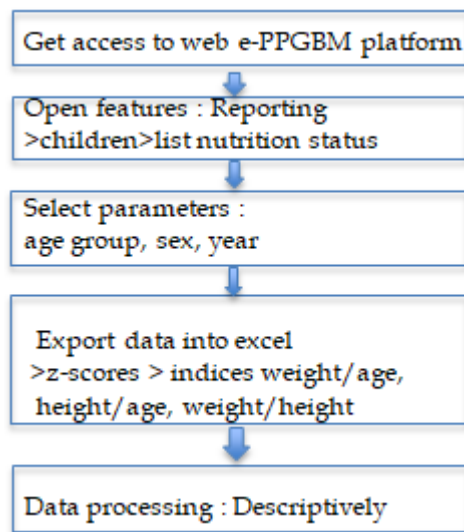 Get access to web e-PPGBM platform
Open features : Reporting
>children>list nutrition status
Select parameters :
age group, sex, year
Export data into excel
>z-scores > indices weight/age,
height/age, weight/height
Data processing : Descriptively